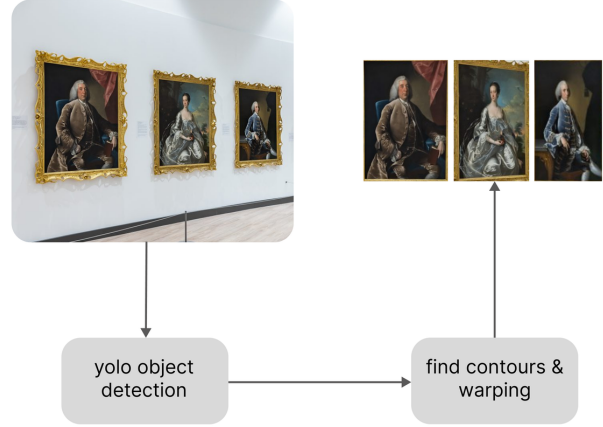 yolo object
detection
find contours &
warping